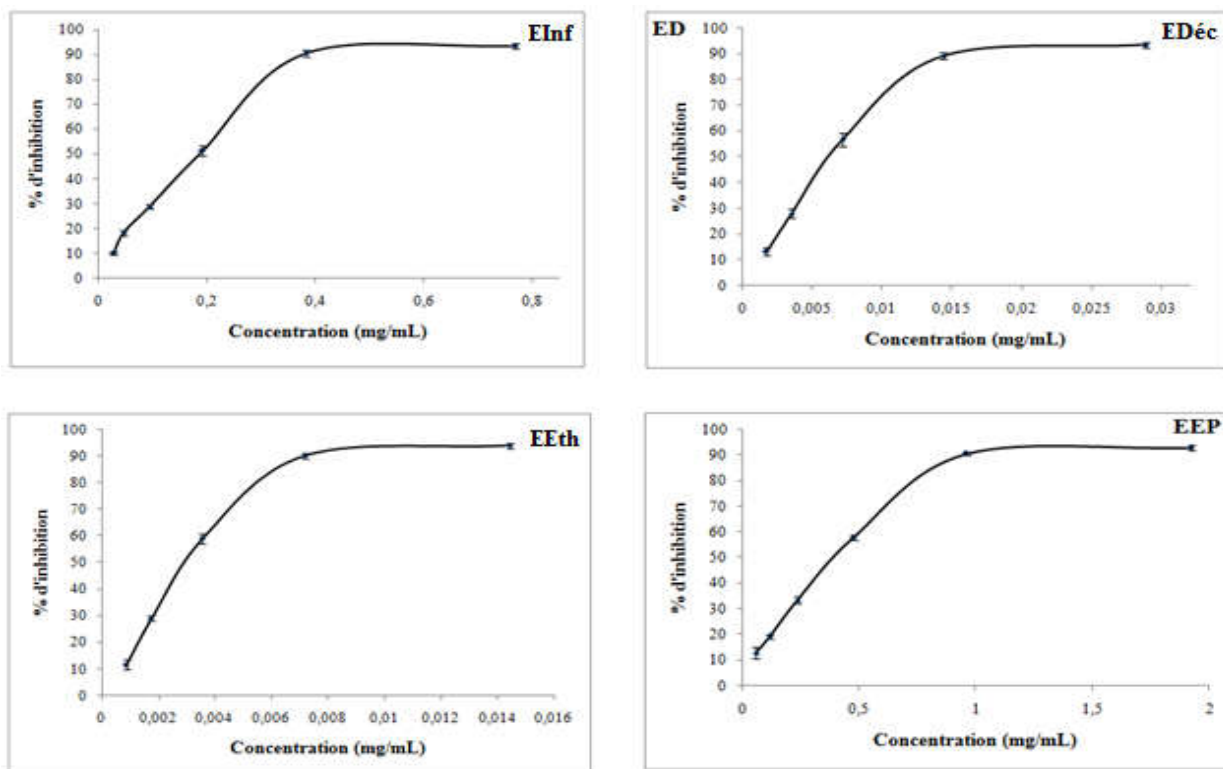 EInf
% d'inhibition
100
90
80
70
60
50
40
30
20
10
0
0 0,2 0,4 0,6 0,8
Concentration (mg/mL)
ED EDéc
% d'inhibition
100
90
80
70
60
50
40
30
20
10
0
0 0,005 0,01 0,015 0,02 0,025 0,03
Concentration (mg/mL)
EEth
% d'inhibition
100
90
80
70
60
50
40
30
20
10
0
0 0,002 0,004 0,006 0,008 0,01 0,012 0,014 0,016
Concentration (mg/mL)
EEP
% d'inhibition
100
90
80
70
60
50
40
30
20
10
0
0 0,5 1 1,5 2
Concentration (mg/mL)